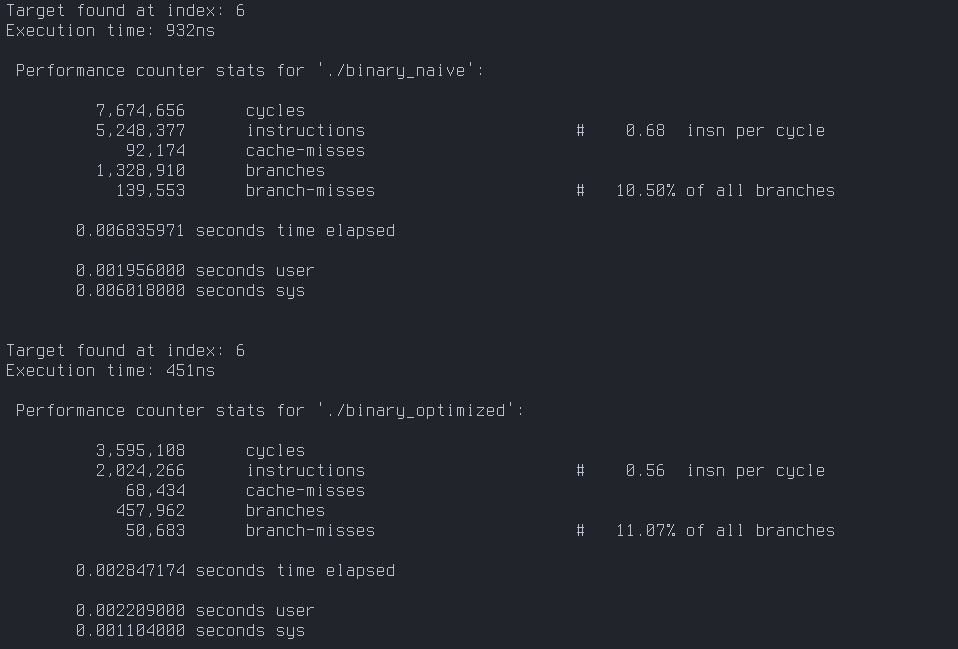 Target found at index: 6
Execution time: 932ns
Performance counter stats for './binary_naive':
7,674,656 cycles
5,248,377 instructions # 0.68 insn per cycle
92,174 cache-misses
1,328,910 branches
139,553 branch-misses # 10.50% of all branches
0.006835971 seconds time elapsed
0.001956000 seconds user
0.006018000 seconds sys
Target found at index: 6
Execution time: 451ns
Performance counter stats for './binary_optimized':
3,595,108 cycles
2,024,266 instructions # 0.56 insn per cycle
68,434 cache-misses
457,962 branches
50,683 branch-misses # 11.07% of all branches
0.002847174 seconds time elapsed
0.002209000 seconds user
0.001104000 seconds sys